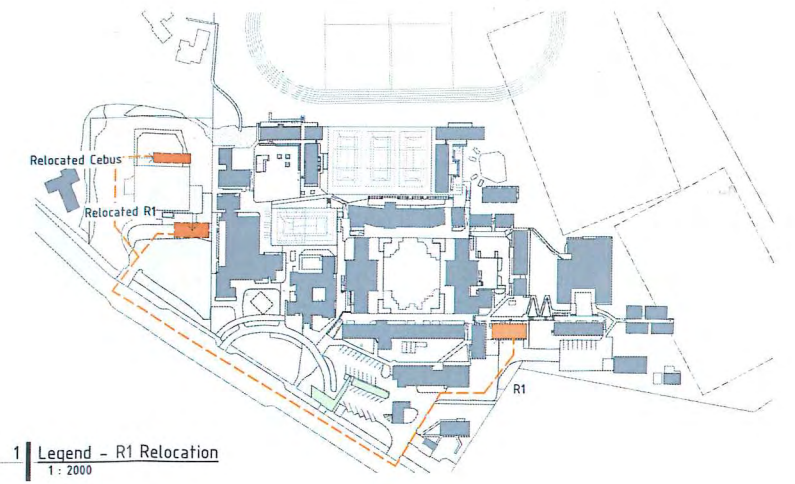 Relocated Cebus
Relocated R1
R1
1 Legend - R1 Relocation
1 : 2000